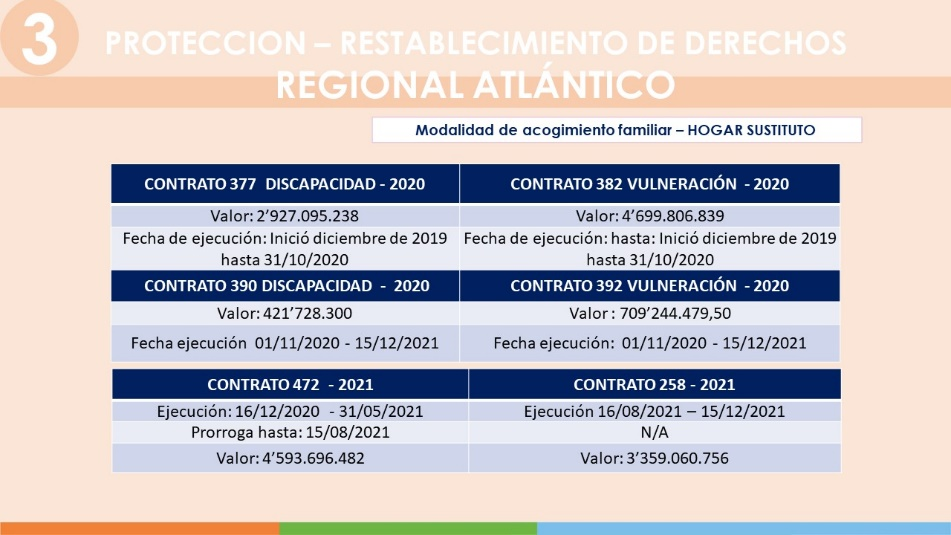 3
PROTECCION – RESTABLECIMIENTO DE DERECHOS
REGIONAL ATLÁNTICO
Modalidad de acogimiento familiar – HOGAR SUSTITUTO
CONTRATO 377 DISCAPACIDAD - 2020
CONTRATO 382 VULNERACIÓN - 2020
Valor: 2’927.095.238
Valor: 4’699.806.839
Fecha de ejecución: Inició diciembre de 2019
hasta 31/10/2020
Fecha de ejecución: hasta: Inició diciembre de 2019
hasta 31/10/2020
CONTRATO 390 DISCAPACIDAD - 2020
CONTRATO 392 VULNERACIÓN - 2020
Valor: 421’728.300
Valor : 709’244.479,50
Fecha ejecución 01/11/2020 - 15/12/2021
Fecha ejecución: 01/11/2020 - 15/12/2021
CONTRATO 472 - 2021
CONTRATO 258 - 2021
Ejecución: 16/12/2020 - 31/05/2021
Ejecución 16/08/2021 – 15/12/2021
Prorroga hasta: 15/08/2021
N/A
Valor: 4’593.696.482
Valor: 3’359.060.756